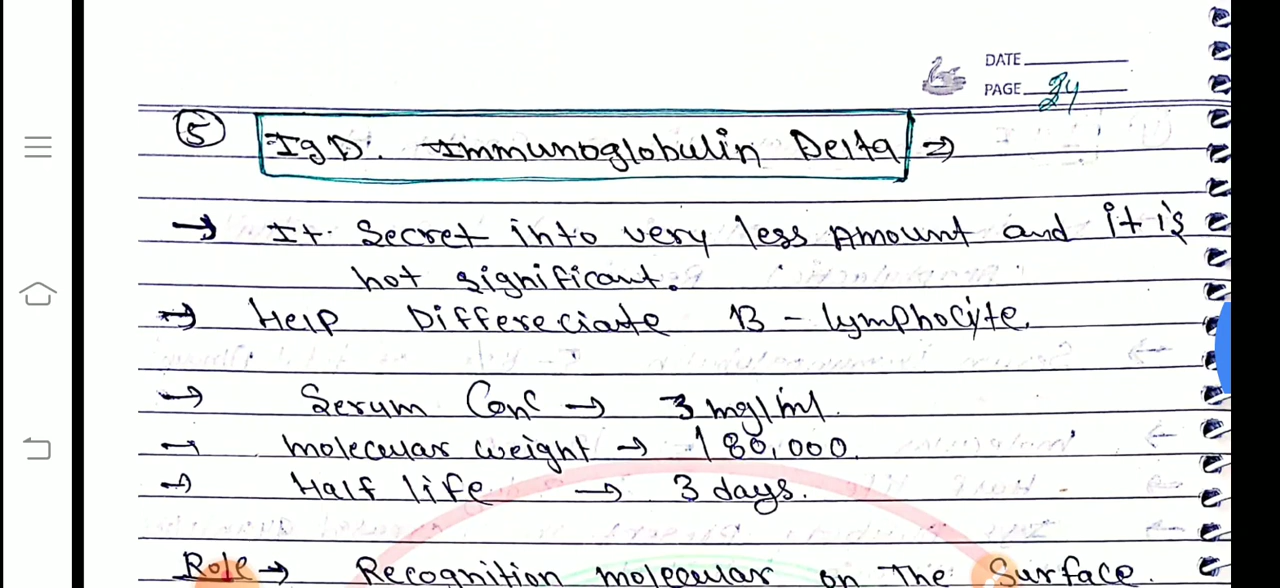 DATE
PAGE 34
5 IgD. Immunoglobulin Delta ⇒
→ It. Secret into very less Amount and it is
not significant.
→ Help Differeciate B - lymphocyte.
→ Serum Conc → 3 mg/ml.
→ molecular weight → 180,000.
→ Half life → 3 days.
Role → Recognition molecular on The Surface